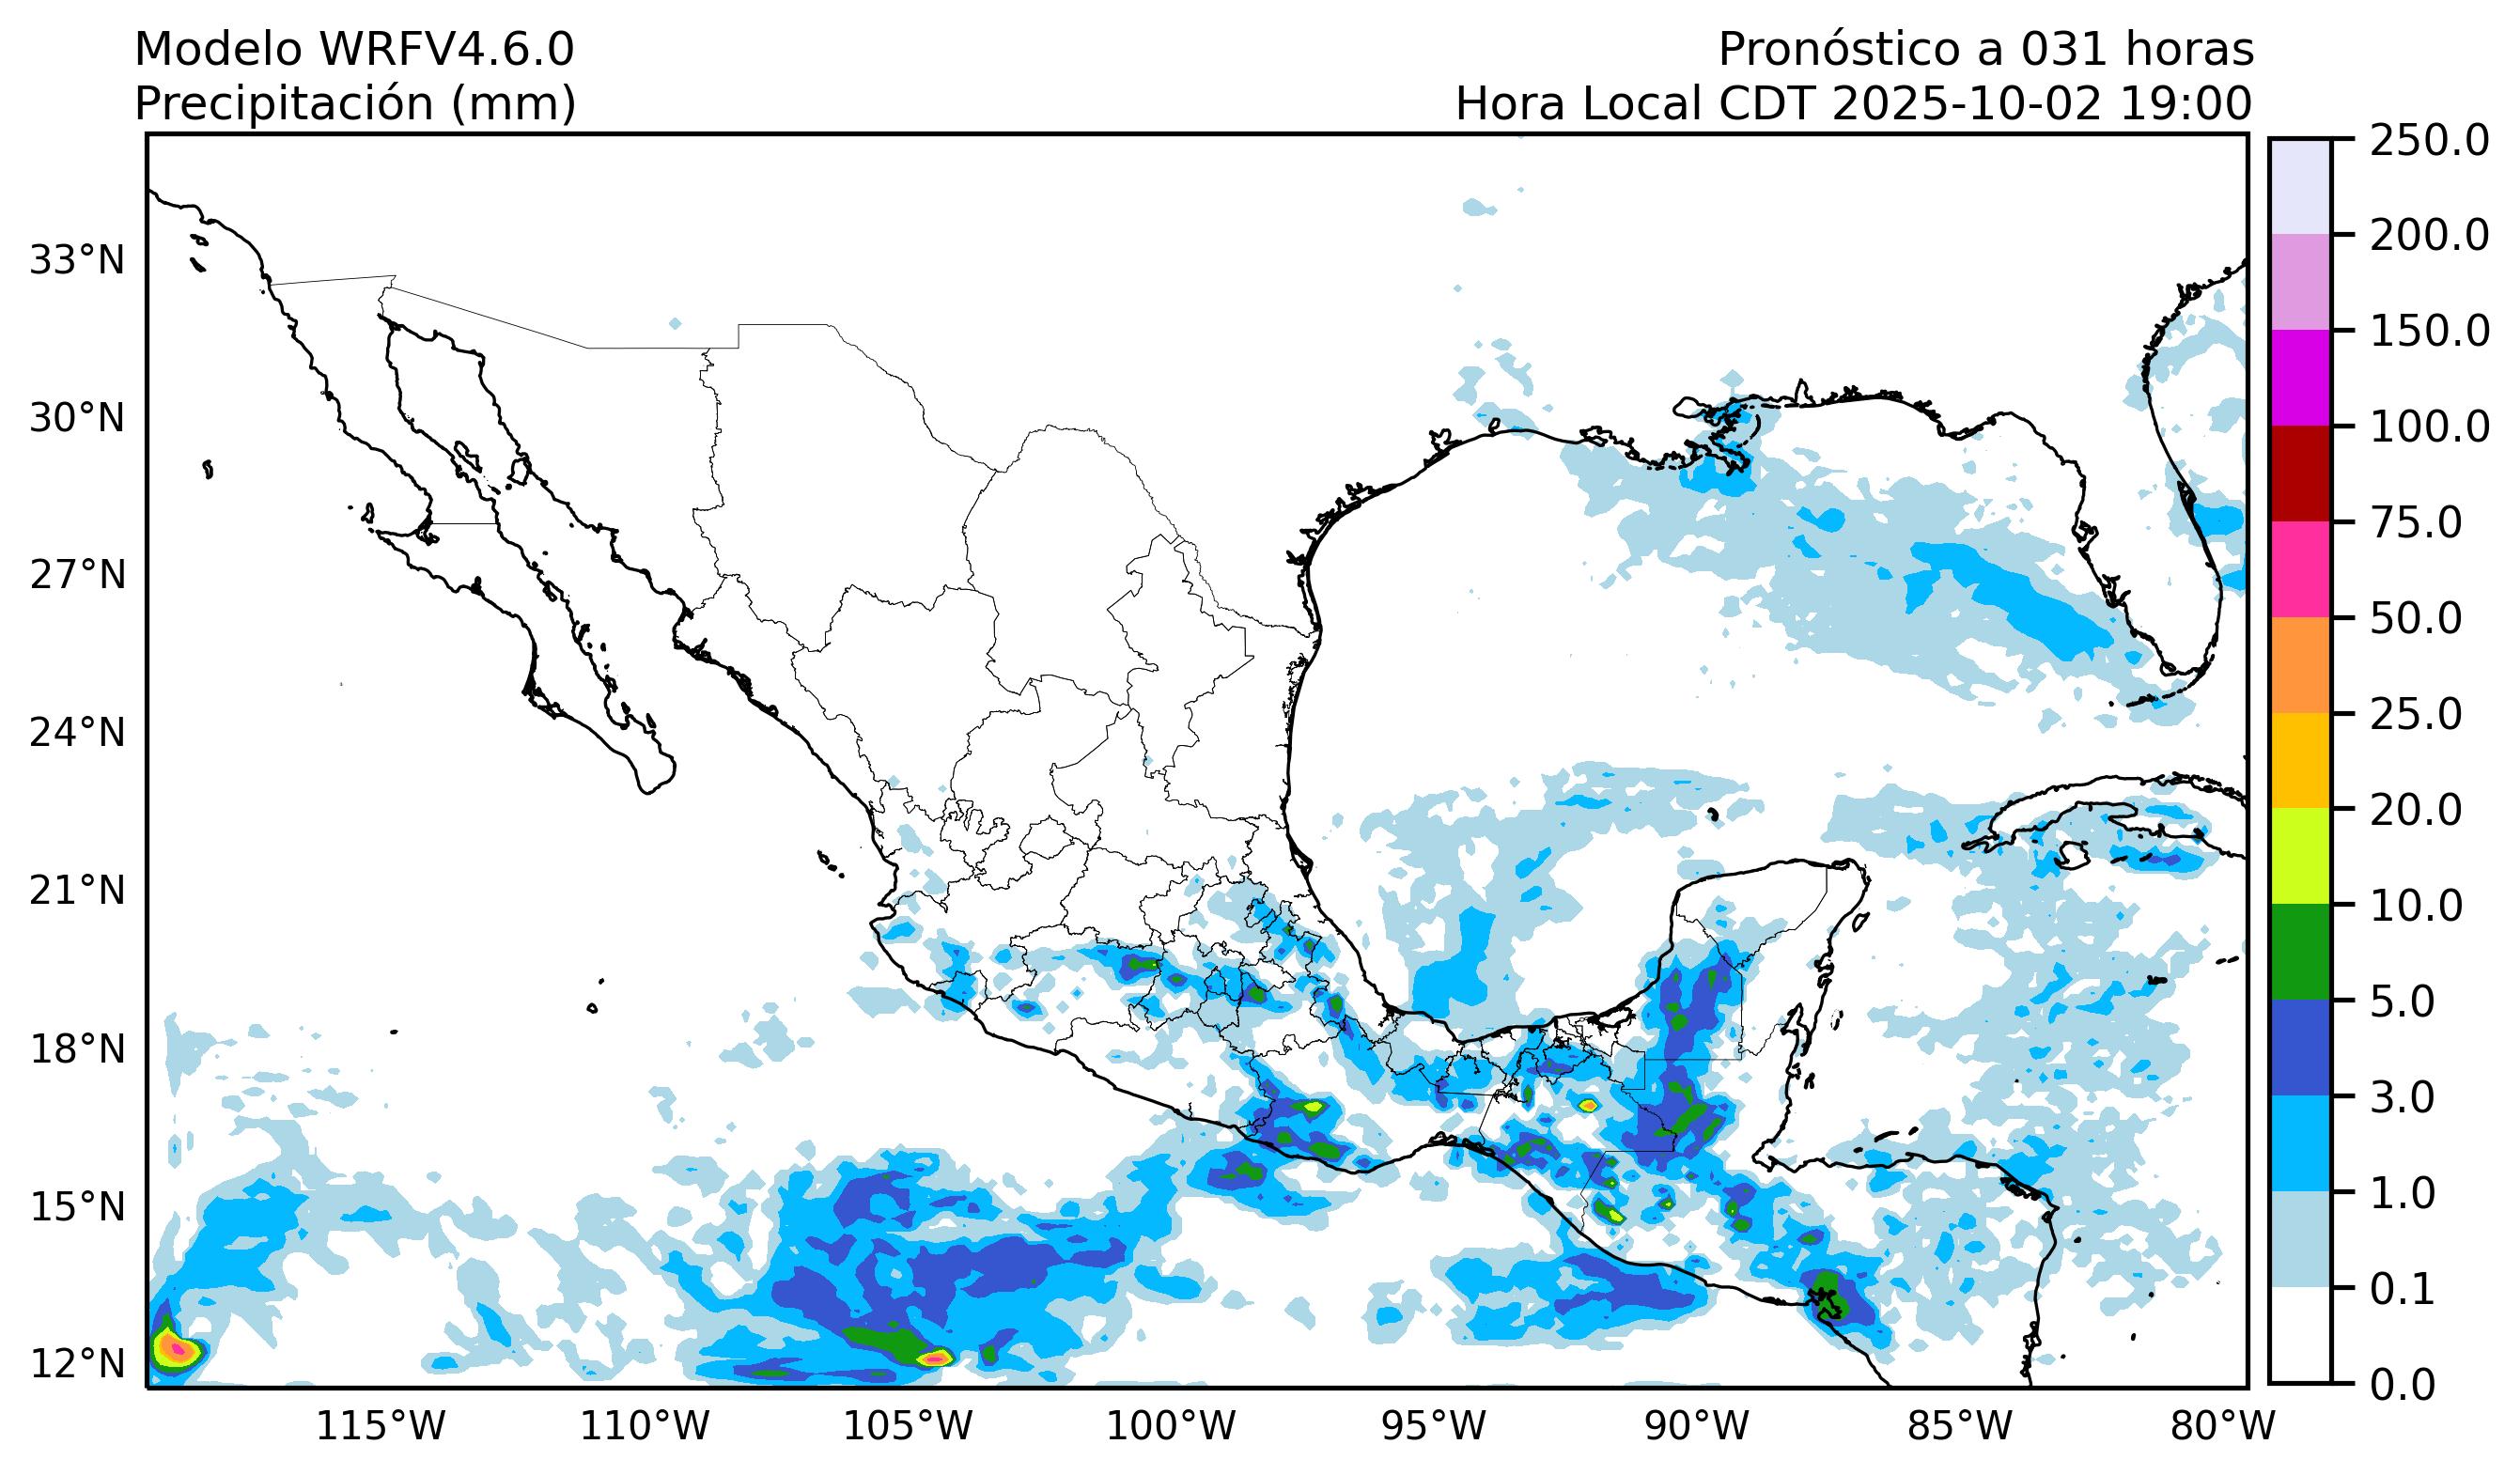 Modelo WRFV4.6.0
Precipitación (mm)
Pronóstico a 031 horas
Hora Local CDT 2025-10-02 19:00
33°N
30°N
27°N
24°N
21°N
18°N
15°N
12°N
115°W
110°W
105°W
100°W
95°W
90°W
85°W
80°W
250.0
200.0
150.0
100.0
75.0
50.0
25.0
20.0
10.0
5.0
3.0
1.0
0.1
0.0